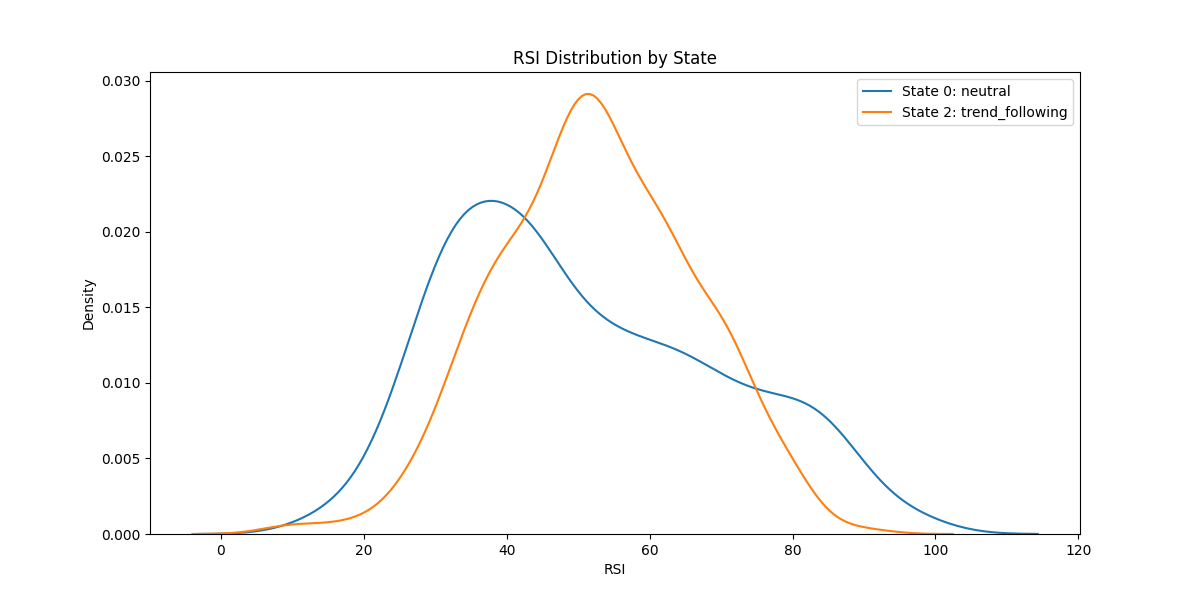 RSI Distribution by State
State 0: neutral
State 2: trend_following
Density
0.030
0.025
0.020
0.015
0.010
0.005
0.000
0 20 40 60 80 100 120
RSI